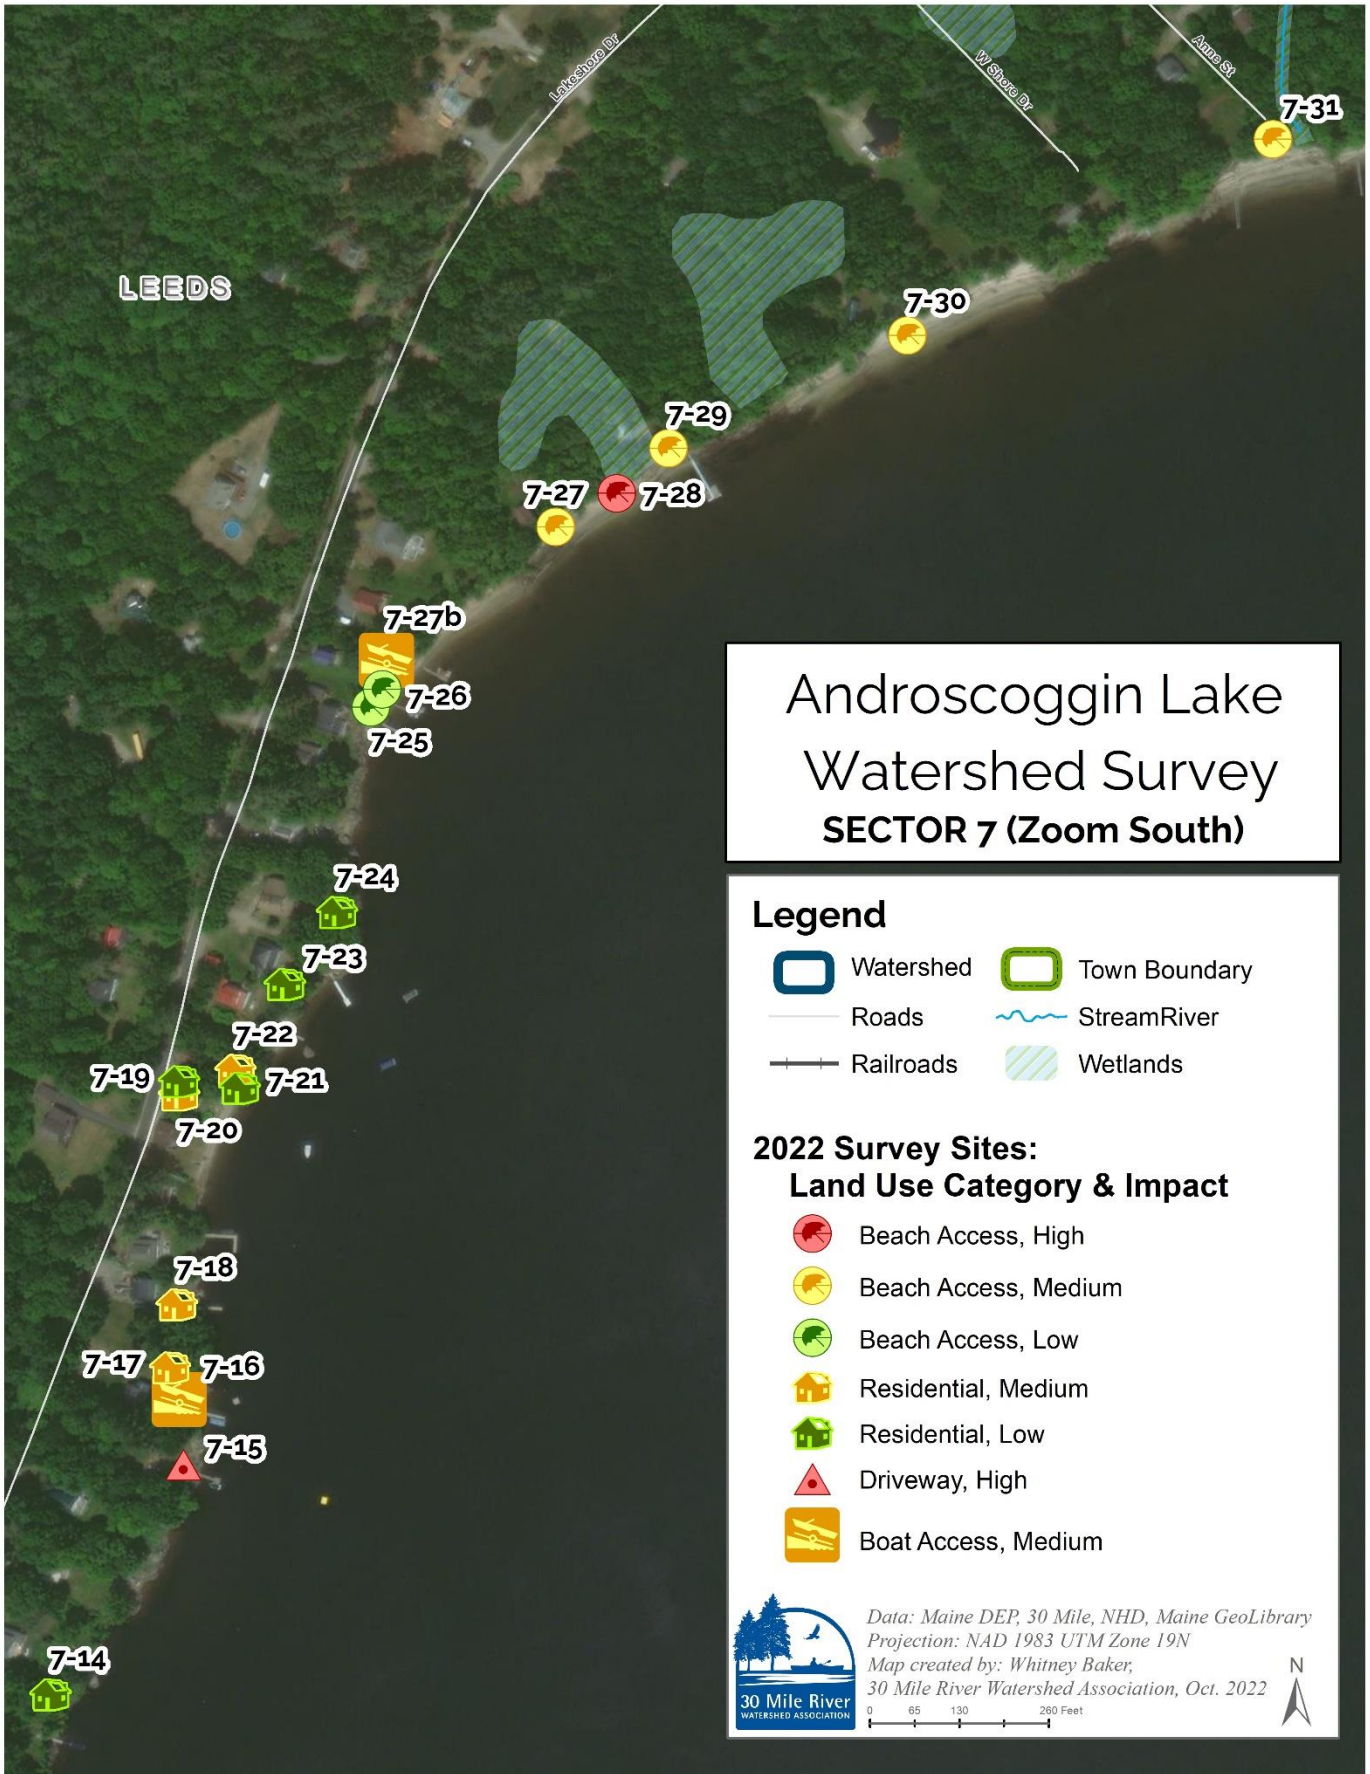 Lakeshore Dr
W Shore Dr
Anne St
7-31
LEEDS
7-30
7-29
7-27
7-28
7-27b
7-26
7-25
7-24
7-23
7-22
7-19
7-21
7-20
7-18
7-17
7-16
7-15
7-14
Androscoggin Lake
Watershed Survey
SECTOR 7 (Zoom South)
Legend
Watershed
Town Boundary
Roads
StreamRiver
Railroads
Wetlands
2022 Survey Sites:
Land Use Category & Impact
Beach Access, High
Beach Access, Medium
Beach Access, Low
Residential, Medium
Residential, Low
Driveway, High
Boat Access, Medium
30 Mile River
WATERSHED ASSOCIATION
Data: Maine DEP, 30 Mile, NHD, Maine GeoLibrary
Projection: NAD 1983 UTM Zone 19N
Map created by: Whitney Baker,
30 Mile River Watershed Association, Oct. 2022
0 65 130 260 Feet
N